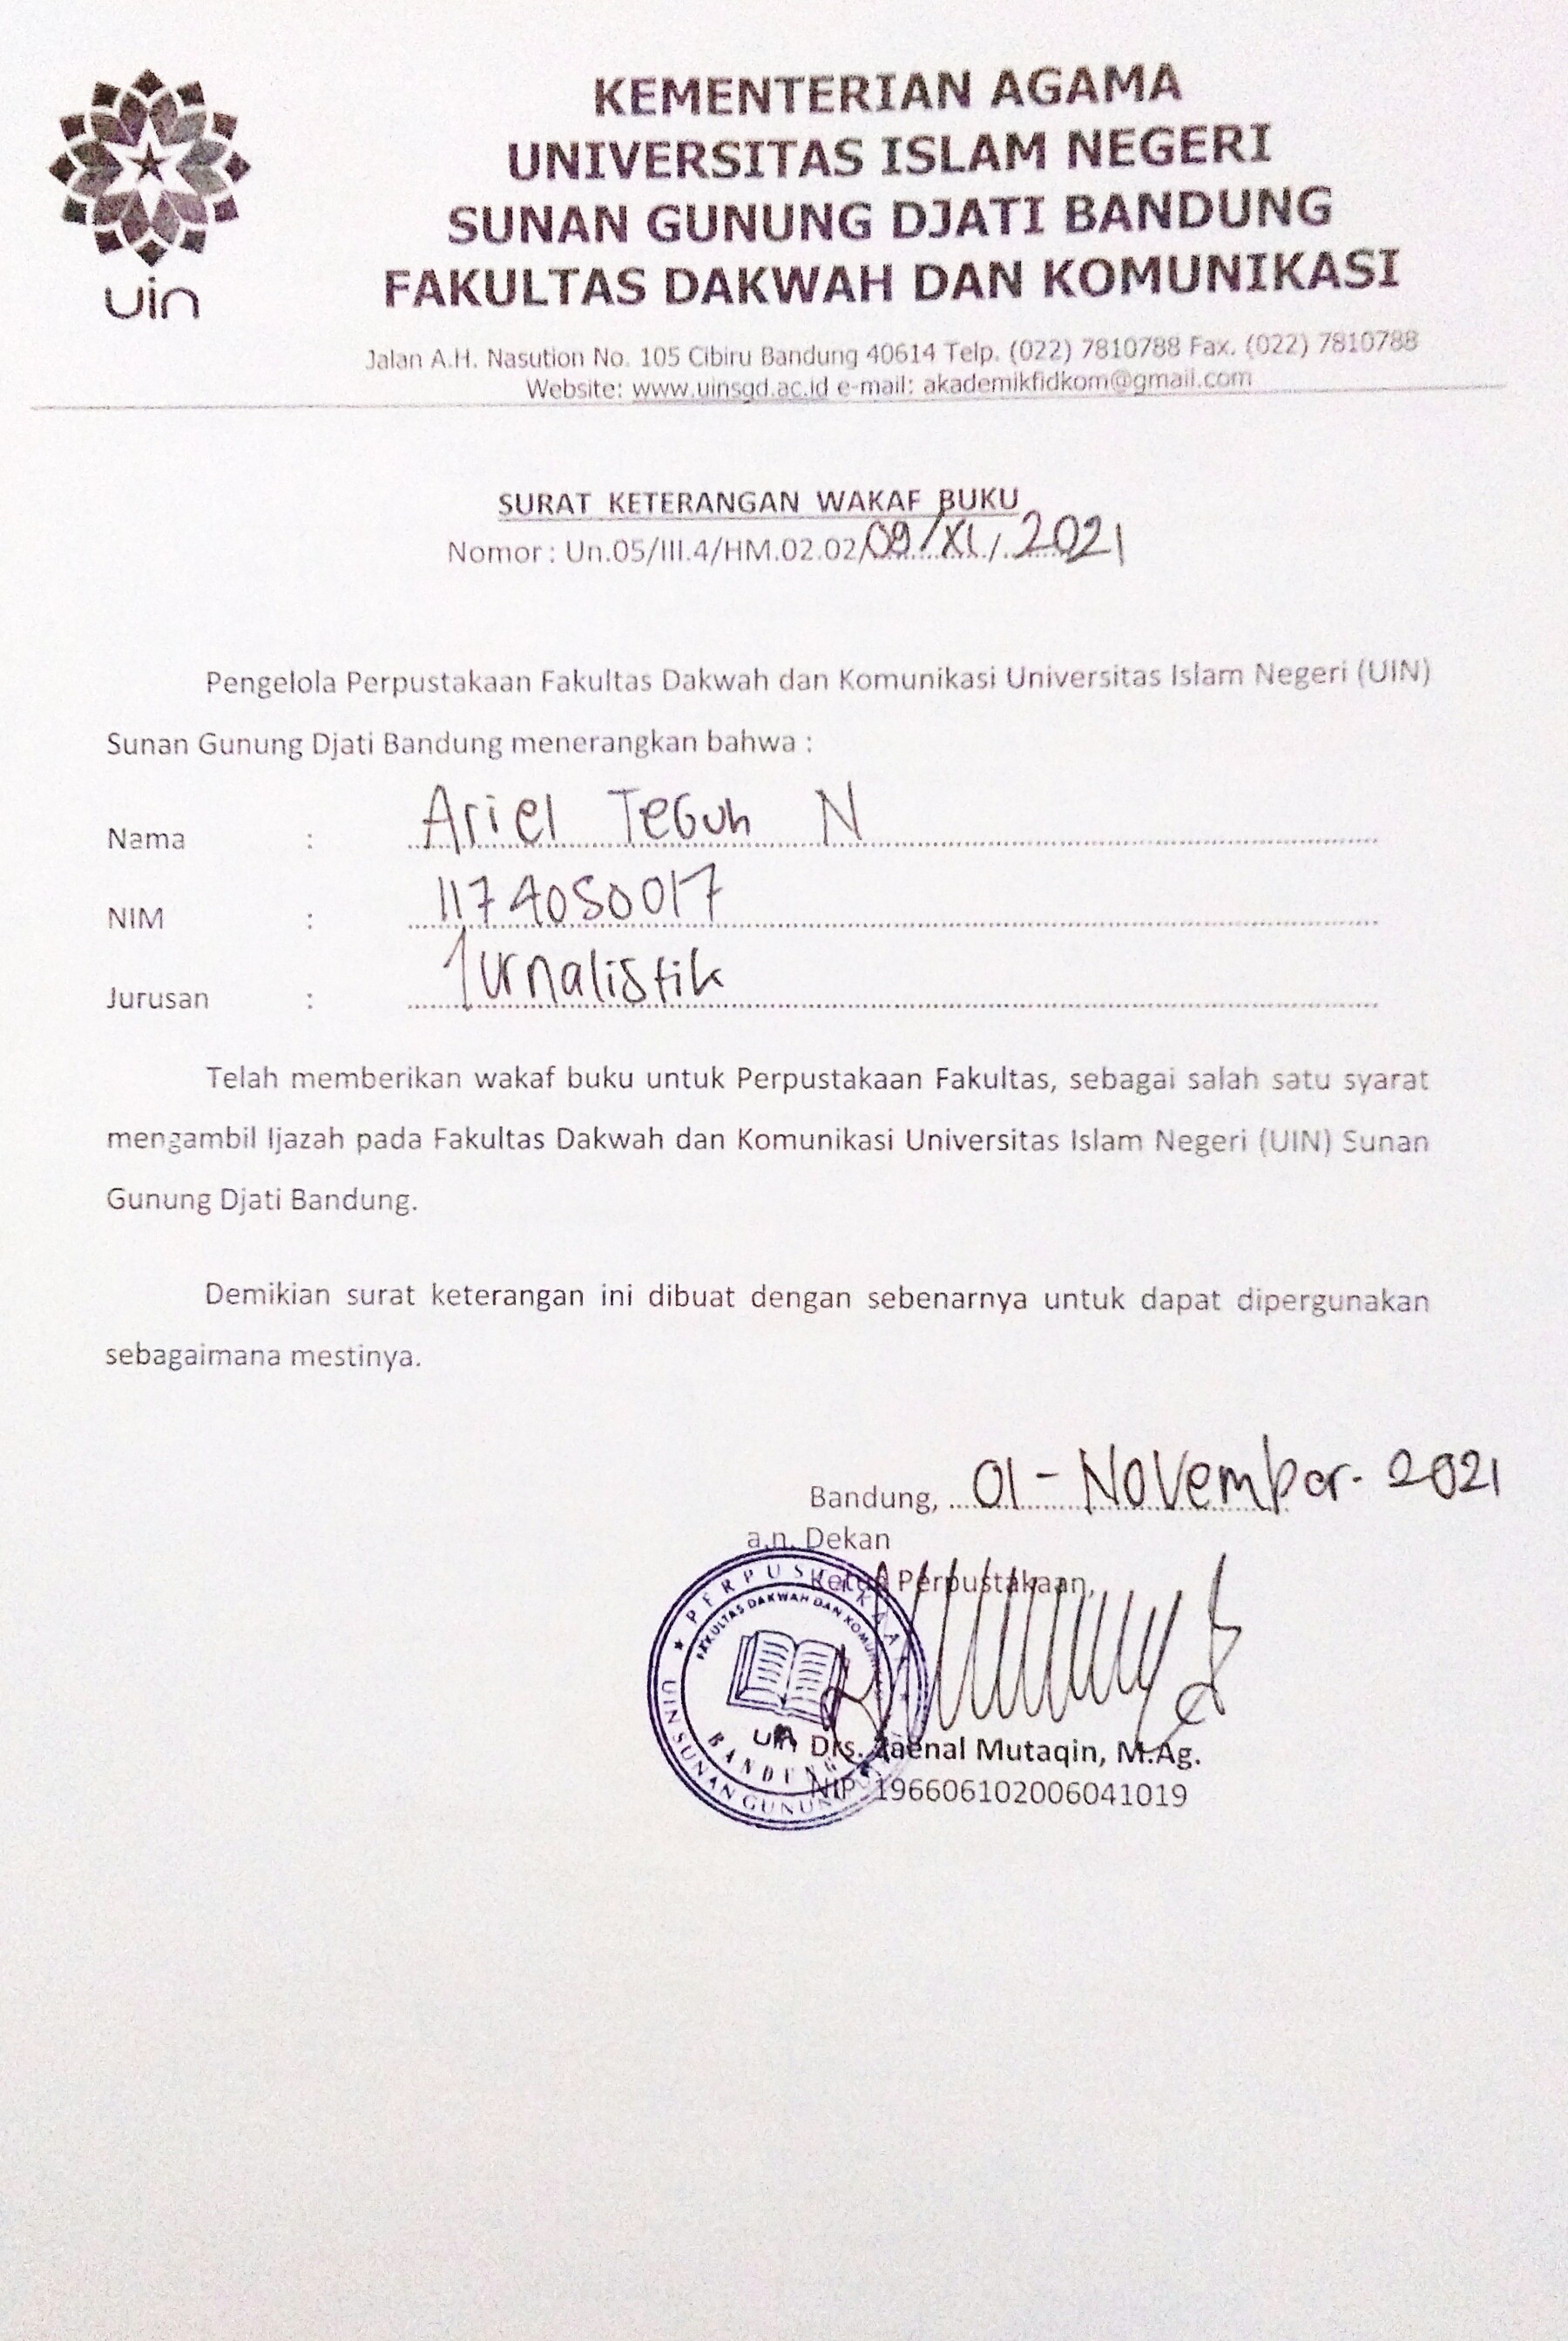 KEMENTERIAN AGAMA
UNIVERSITAS ISLAM NEGERI
SUNAN GUNUNG DJATI BANDUNG
FAKULTAS DAKWAH DAN KOMUNIKASI
uin
Jalan A.H. Nasution No. 105 Cibiru Bandung 40614 Telp. (022) 7810788 Fax. (022) 7810788
Website: www.uinsgd.ac.id e-mail: akademikfidkom@gmail.com
SURAT KETERANGAN WAKAF BUKU
Nomor : Un.05/III.4/HM.02.02/09/XI/2021
Pengelola Perpustakaan Fakultas Dakwah dan Komunikasi Universitas Islam Negeri (UIN)
Sunan Gunung Djati Bandung menerangkan bahwa :
Nama : Ariel Teguh N
NIM : 1174050017
Jurusan : Jurnalistik
Telah memberikan wakaf buku untuk Perpustakaan Fakultas, sebagai salah satu syarat
mengambil Ijazah pada Fakultas Dakwah dan Komunikasi Universitas Islam Negeri (UIN) Sunan
Gunung Djati Bandung.
Demikian surat keterangan ini dibuat dengan sebenarnya untuk dapat dipergunakan
sebagaimana mestinya.
Bandung, 01 - November - 2021
a.n. Dekan
Ketua Perpustakaan,
PERPUSTAKAAN
FAKULTAS DAKWAH DAN
uin
BANDUNG
UIN SUNAN GUNUNG
Drs. Zaenal Mutaqin, M.Ag.
NIP. 196606102006041019